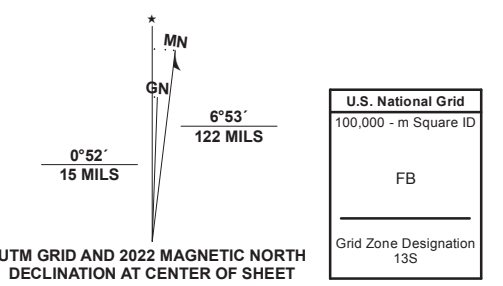 ★
MN
GN
6°53´
122 MILS
0°52´
15 MILS
UTM GRID AND 2022 MAGNETIC NORTH
DECLINATION AT CENTER OF SHEET
U.S. National Grid
100,000 - m Square ID
FB
Grid Zone Designation
13S